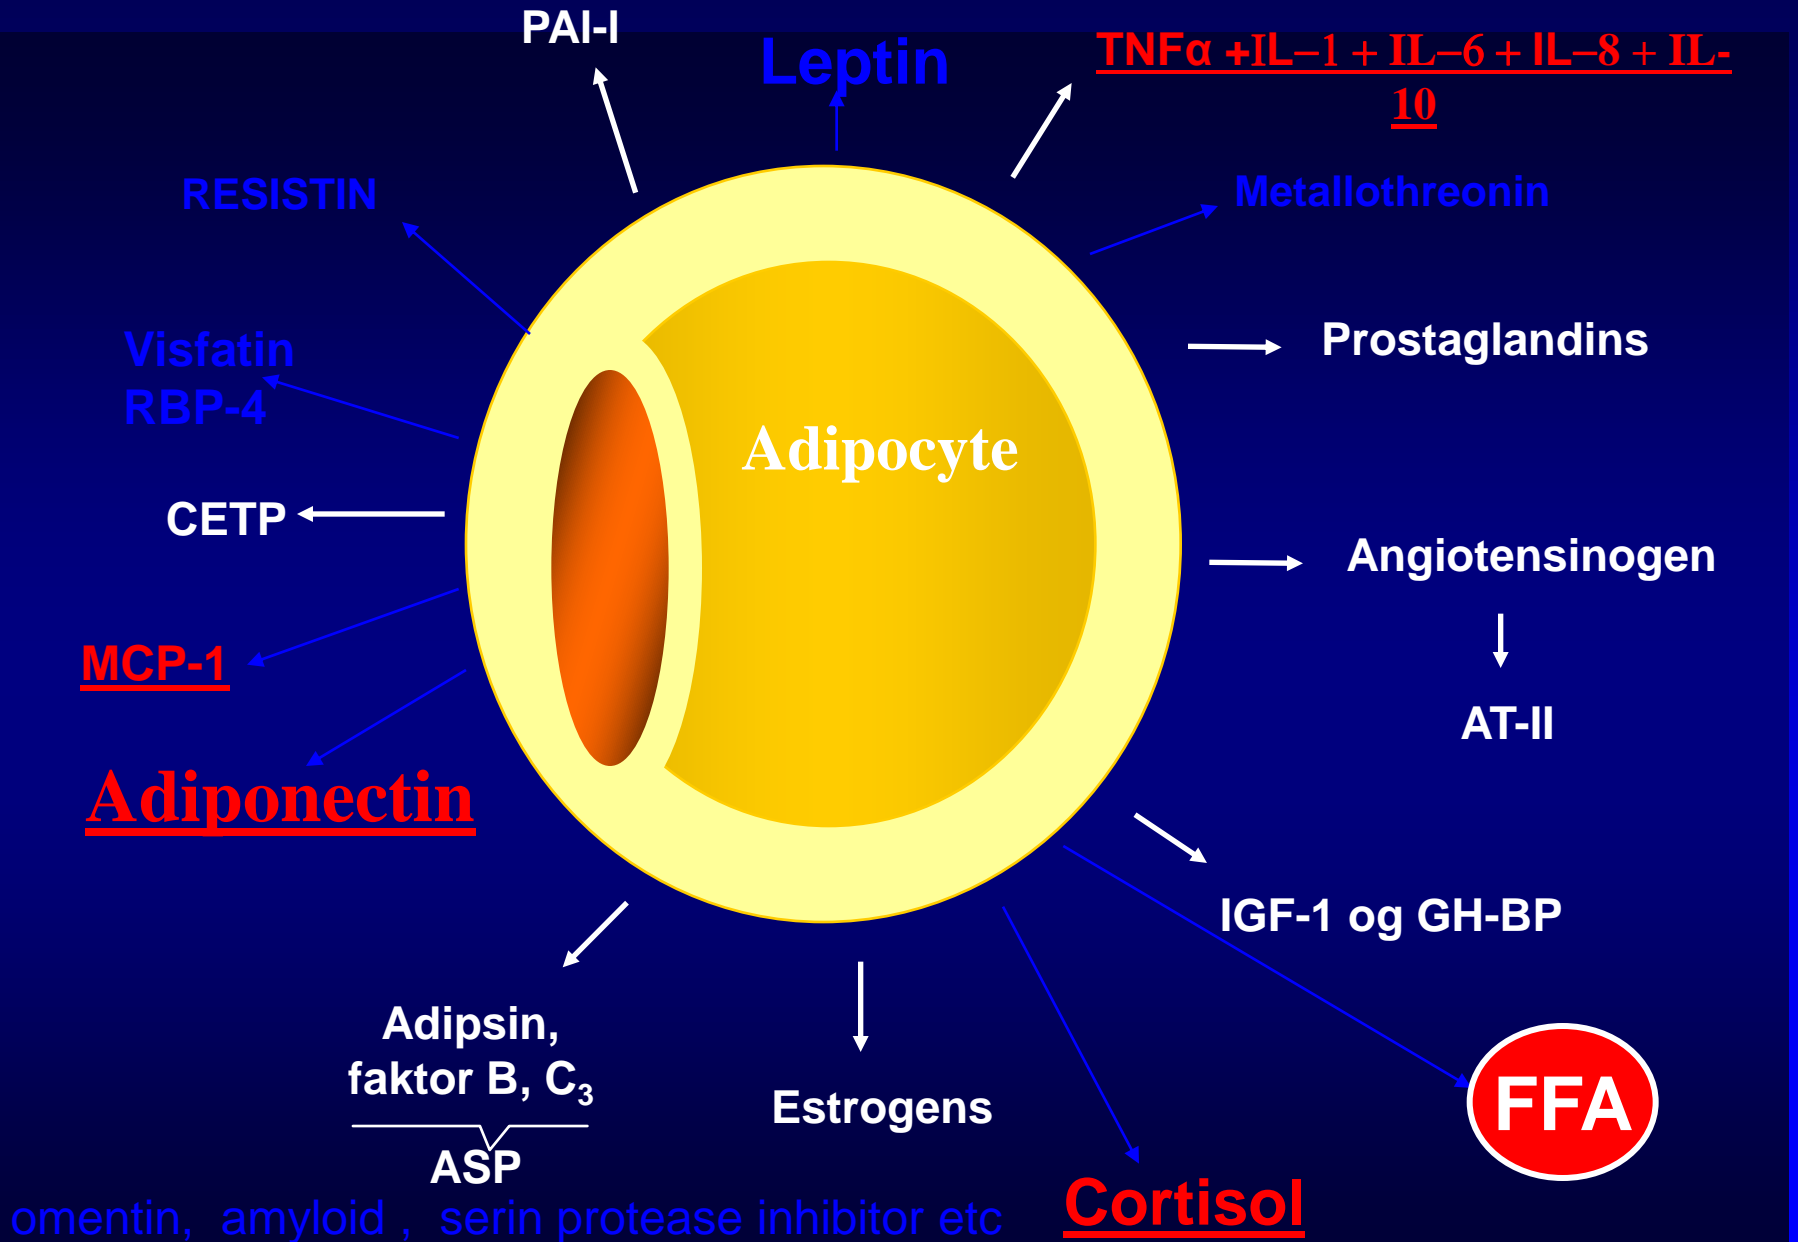 PAI-I
Leptin
TNFα +IL–1 + IL–6 + IL–8 + IL-
10
RESISTIN
Metallothreonin
Visfatin
RBP-4
Prostaglandins
Adipocyte
CETP
Angiotensinogen
MCP-1
AT-II
Adiponectin
IGF-1 og GH-BP
Adipsin,
faktor B, C₃
Estrogens
FFA
ASP
Cortisol
omentin, amyloid , serin protease inhibitor etc